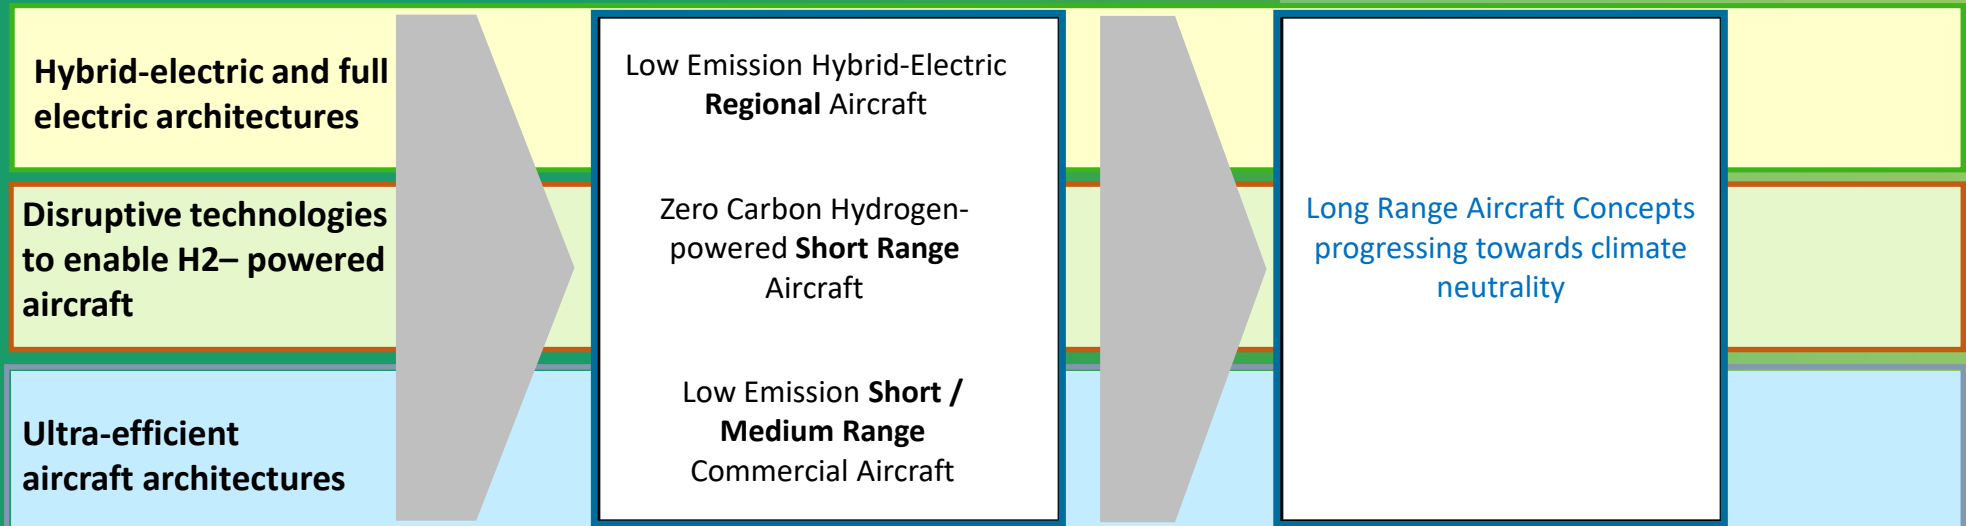 Hybrid-electric and full
electric architectures
Low Emission Hybrid-Electric
Regional Aircraft
Disruptive technologies
to enable H2– powered
aircraft
Zero Carbon Hydrogen-
powered Short Range
Aircraft
Long Range Aircraft Concepts
progressing towards climate
neutrality
Ultra-efficient
aircraft architectures
Low Emission Short /
Medium Range
Commercial Aircraft